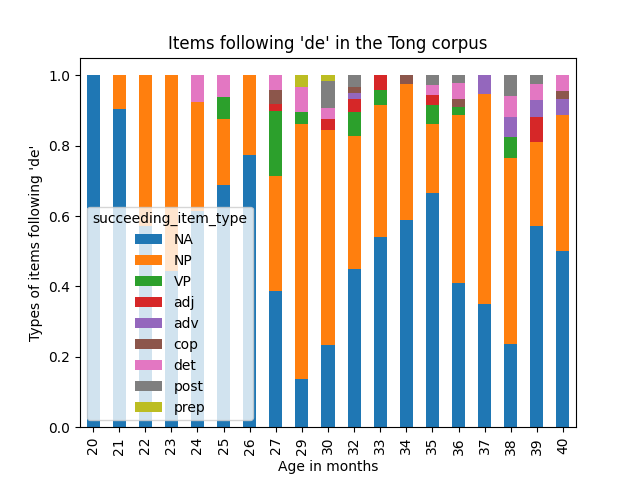 Items following 'de' in the Tong corpus
Types of items following 'de'
1.0
0.8
0.6
0.4
0.2
0.0
succeeding_item_type
NA
NP
VP
adj
adv
cop
det
post
prep
20 21 22 23 24 25 26 27 29 30 32 33 34 35 36 37 38 39 40
Age in months